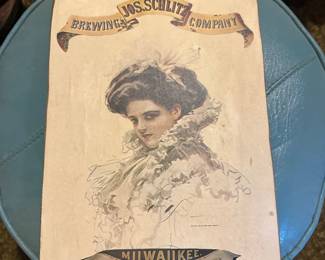 JOS. SCHLITZ
BREWING COMPANY
MILWAUKEE.